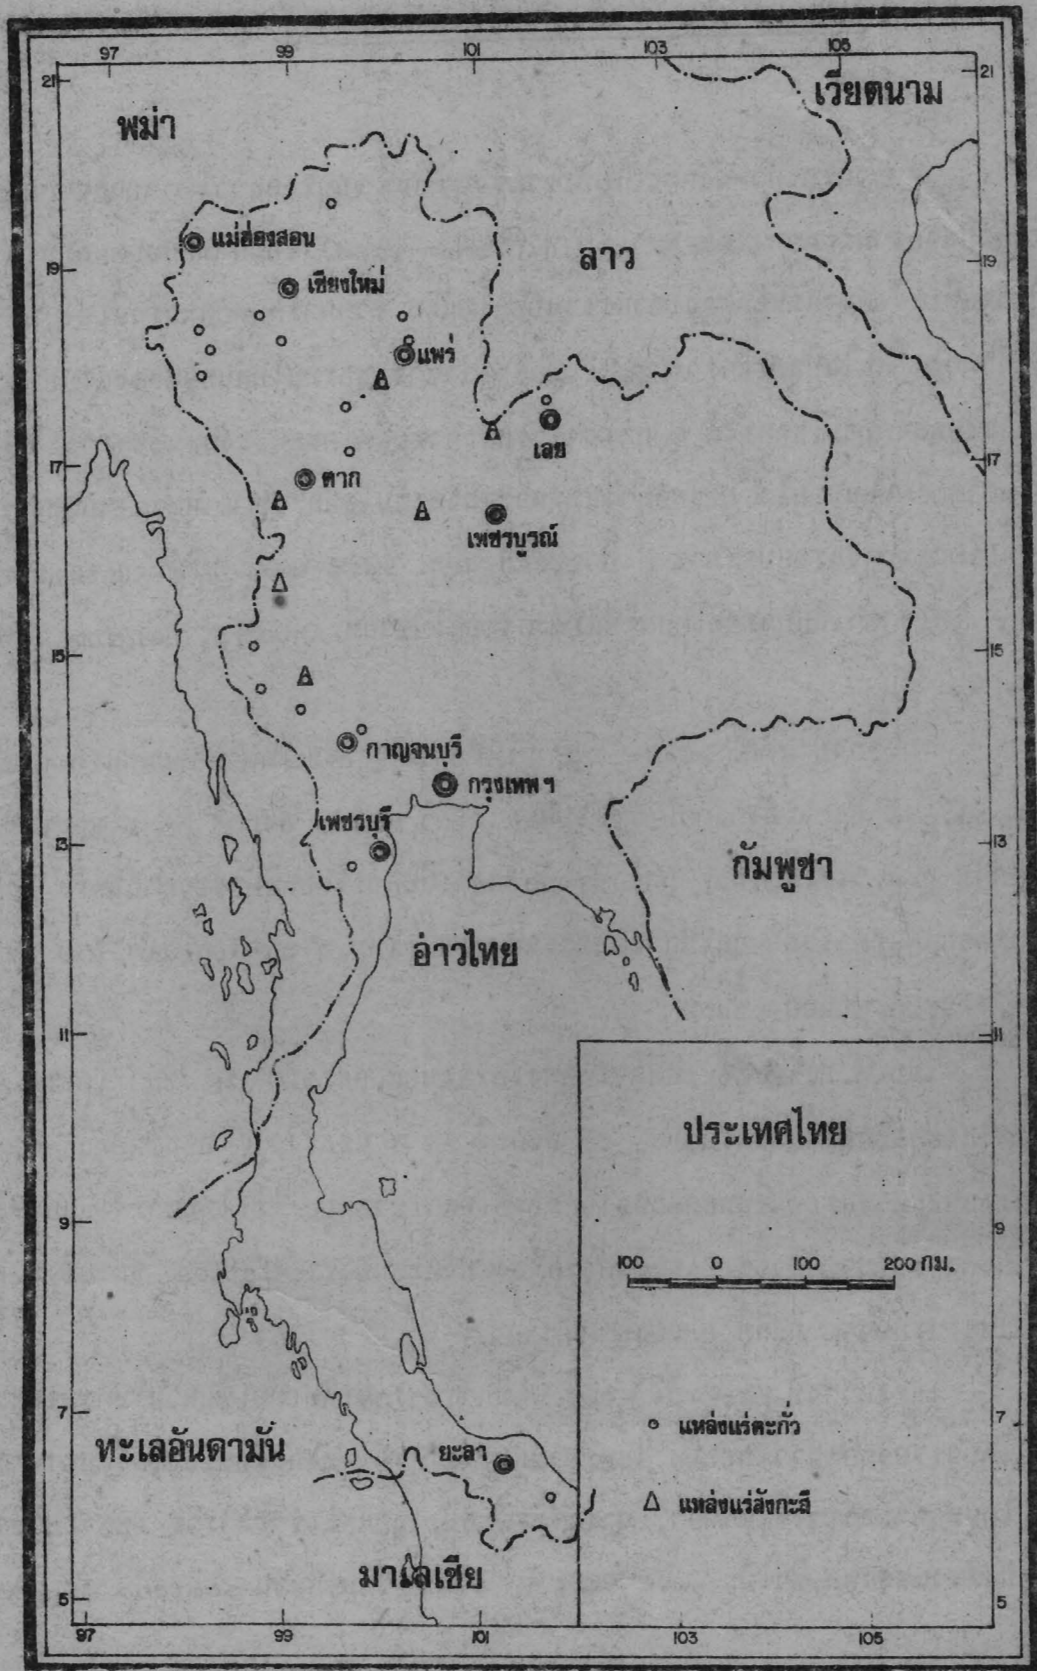 97 99 101 103 105
21 21
เวียดนาม
พม่า
แม่ฮ่องสอน
ลาว
19 19
เชียงใหม่
แพร่
เลย
17 17
ตาก
เพชรบูรณ์
15 15
กาญจนบุรี
กรุงเทพฯ
เพชรบุรี
13 13
กัมพูชา
อ่าวไทย
11 11
ประเทศไทย
9 9
100 0 100 200 กม.
7 7
แหล่งแร่ตะกั่ว
ทะเลอันดามัน
ยะลา
แหล่งแร่สังกะสี
มาเลเซีย
5 5
97 99 101 103 105